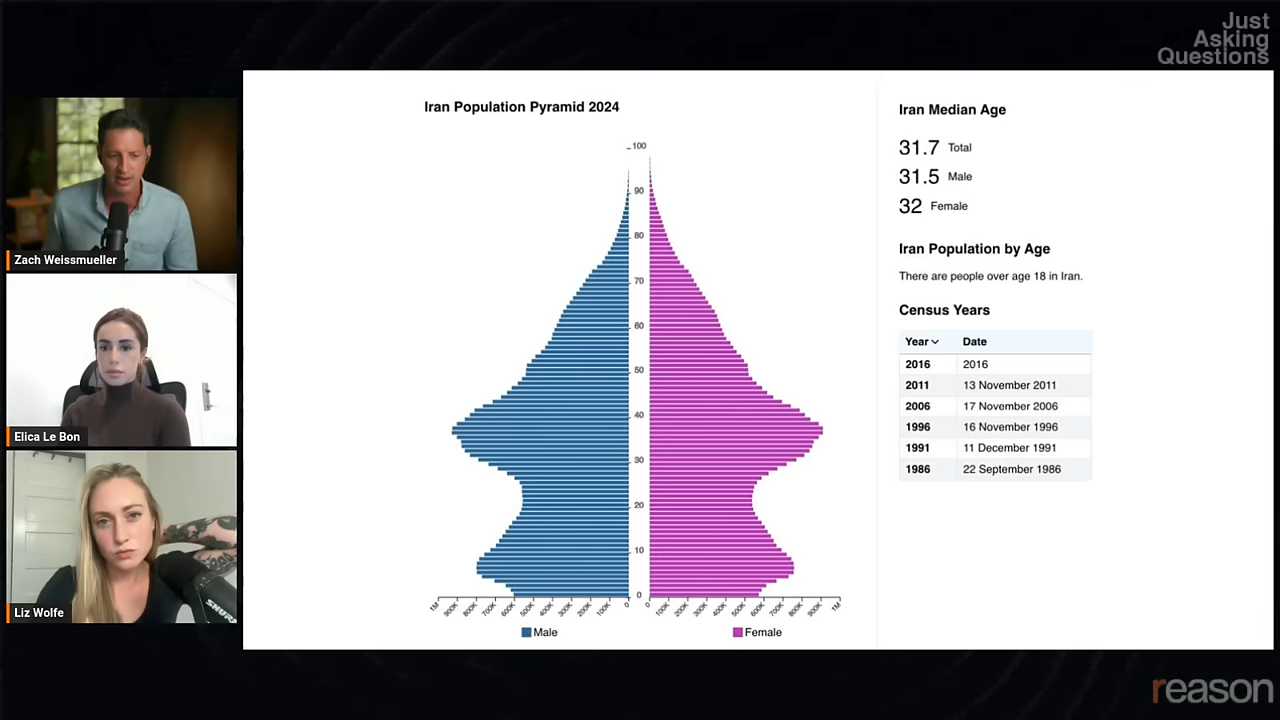 Just
Asking
Questions
Zach Weissmueller
Elica Le Bon
Liz Wolfe
SHURE
Iran Population Pyramid 2024
100
90
80
70
60
50
40
30
20
10
0
1M 900K 800K 700K 600K 500K 400K 300K 200K 100K 0
0 100K 200K 300K 400K 500K 600K 700K 800K 900K 1M
Male
Female
Iran Median Age
31.7 Total
31.5 Male
32 Female
Iran Population by Age
There are people over age 18 in Iran.
Census Years
Year Date
2016 2016
2011 13 November 2011
2006 17 November 2006
1996 16 November 1996
1991 11 December 1991
1986 22 September 1986
reason